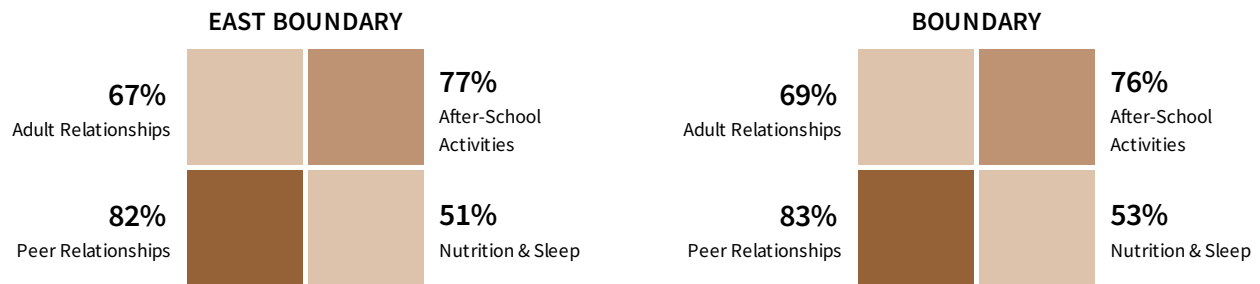 EAST BOUNDARY
67%
Adult Relationships
77%
After-School
Activities
82%
Peer Relationships
51%
Nutrition & Sleep
BOUNDARY
69%
Adult Relationships
76%
After-School
Activities
83%
Peer Relationships
53%
Nutrition & Sleep